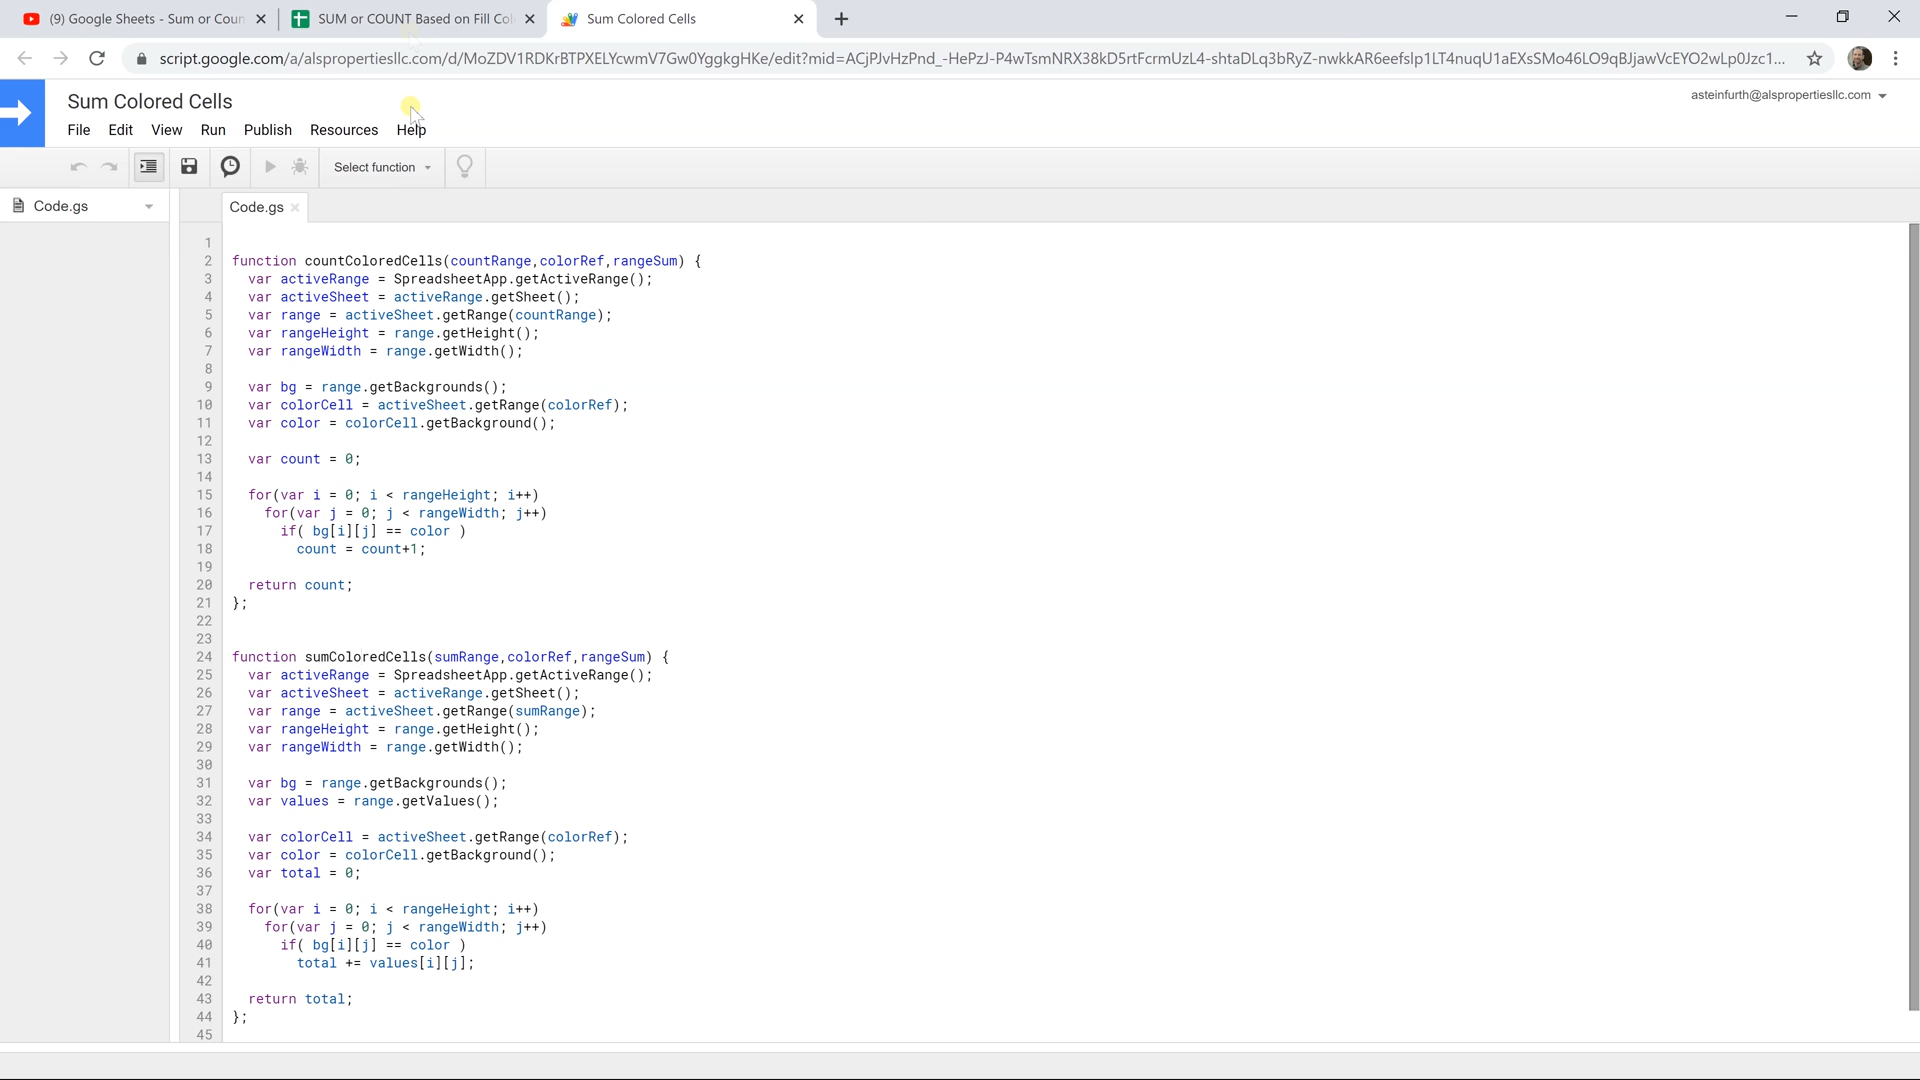 (9) Google Sheets - Sum or Coun
SUM or COUNT Based on Fill Col
Sum Colored Cells
script.google.com/a/alspropertiesllc.com/d/MoZDV1RDKrBTPXELYcwmV7Gw0YggkgHKe/edit?mid=ACjPJvHzPnd_-HePzJ-P4wTsmNRX38kD5rtFcrmUzL4-shtaDLq3bRyZ-nwkkAR6eefslp1LT4nuqU1aEXsSMo46LO9qBJjawVcEYO2wLp0Jzc1...
Sum Colored Cells
asteinfurth@alspropertiesllc.com
File Edit View Run Publish Resources Help
Select function
Code.gs
Code.gs
1
2 function countColoredCells(countRange,colorRef,rangeSum) {
3 var activeRange = SpreadsheetApp.getActiveRange();
4 var activeSheet = activeRange.getSheet();
5 var range = activeSheet.getRange(countRange);
6 var rangeHeight = range.getHeight();
7 var rangeWidth = range.getWidth();
8
9 var bg = range.getBackgrounds();
10 var colorCell = activeSheet.getRange(colorRef);
11 var color = colorCell.getBackground();
12
13 var count = 0;
14
15 for(var i = 0; i < rangeHeight; i++)
16 for(var j = 0; j < rangeWidth; j++)
17 if( bg[i][j] == color )
18 count = count+1;
19
20 return count;
21 };
22
23
24 function sumColoredCells(sumRange,colorRef,rangeSum) {
25 var activeRange = SpreadsheetApp.getActiveRange();
26 var activeSheet = activeRange.getSheet();
27 var range = activeSheet.getRange(sumRange);
28 var rangeHeight = range.getHeight();
29 var rangeWidth = range.getWidth();
30
31 var bg = range.getBackgrounds();
32 var values = range.getValues();
33
34 var colorCell = activeSheet.getRange(colorRef);
35 var color = colorCell.getBackground();
36 var total = 0;
37
38 for(var i = 0; i < rangeHeight; i++)
39 for(var j = 0; j < rangeWidth; j++)
40 if( bg[i][j] == color )
41 total += values[i][j];
42
43 return total;
44 };
45